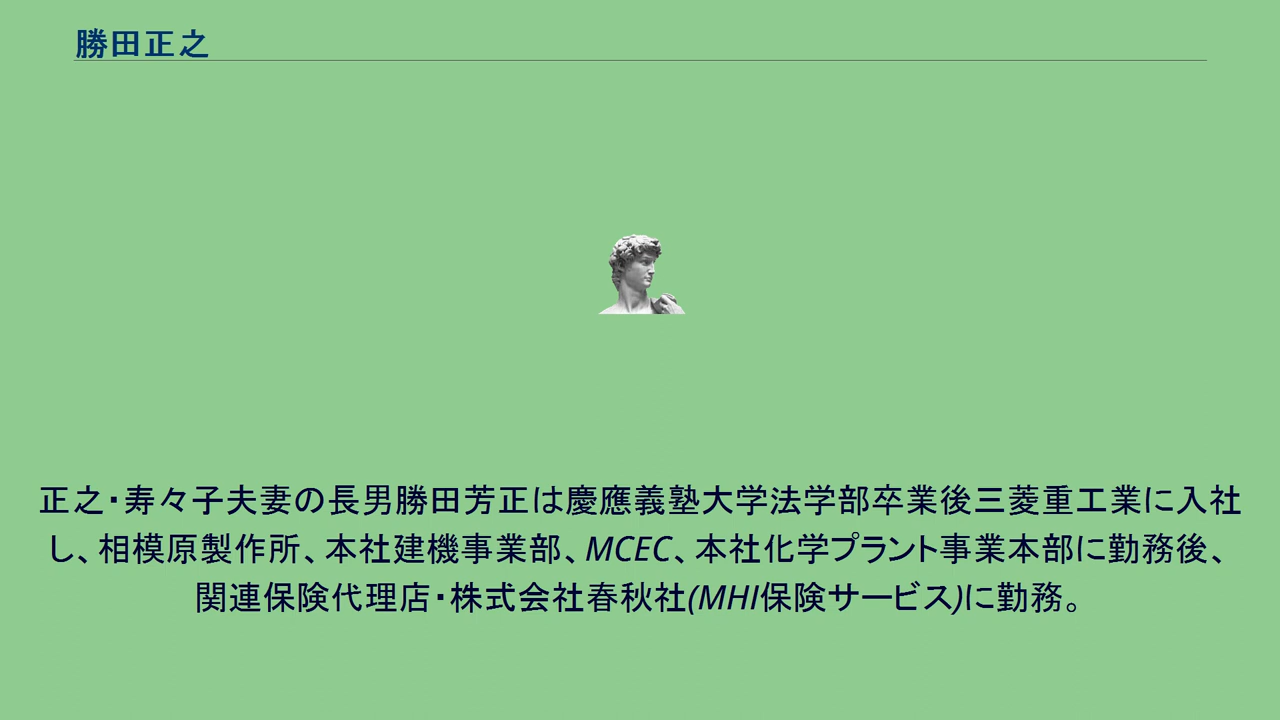 勝田正之
正之・寿々子夫妻の長男勝田芳正は慶應義塾大学法学部卒業後三菱重工業に入社
し、相模原製作所、本社建機事業部、MCEC、本社化学プラント事業本部に勤務後、
関連保険代理店・株式会社春秋社(MHI保険サービス)に勤務。